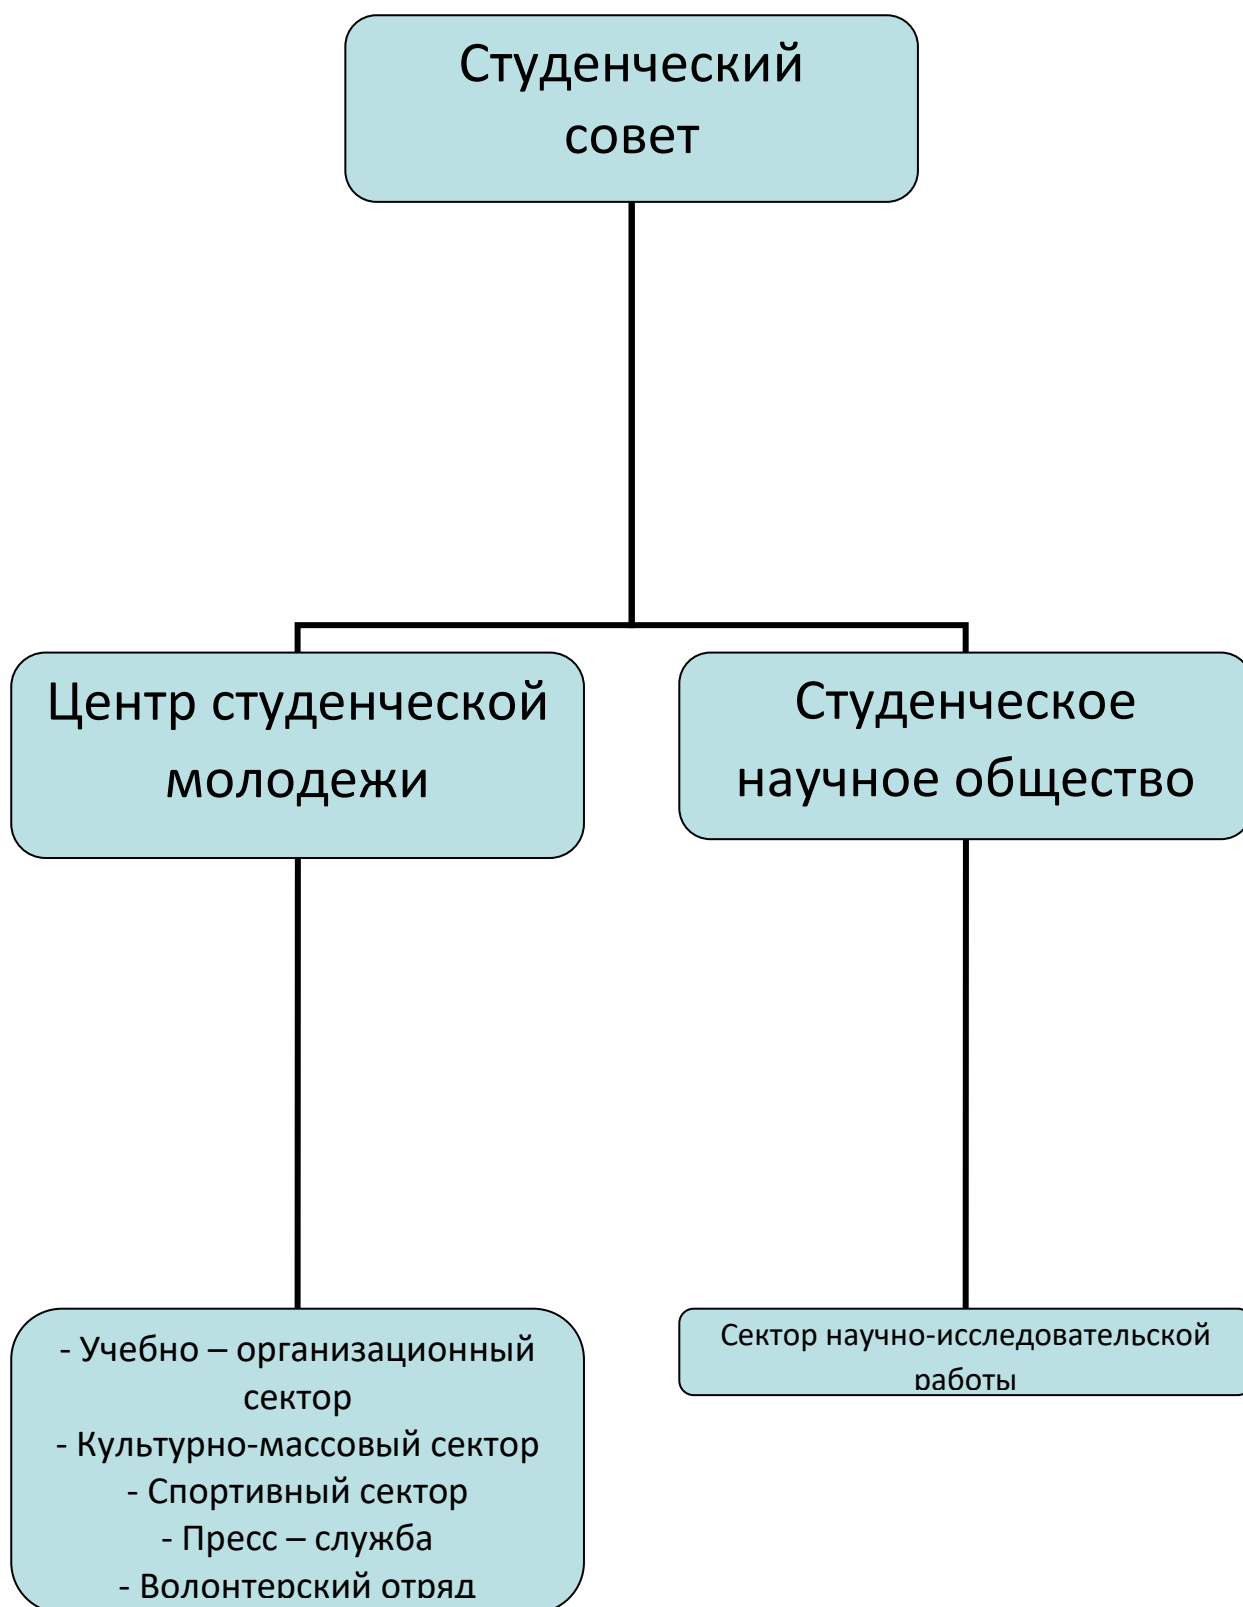 Студенческий
совет
Центр студенческой
молодежи
Студенческое
научное общество
- Учебно – организационный
сектор
- Культурно-массовый сектор
- Спортивный сектор
- Пресс – служба
- Волонтерский отряд
Сектор научно-исследовательской
работы